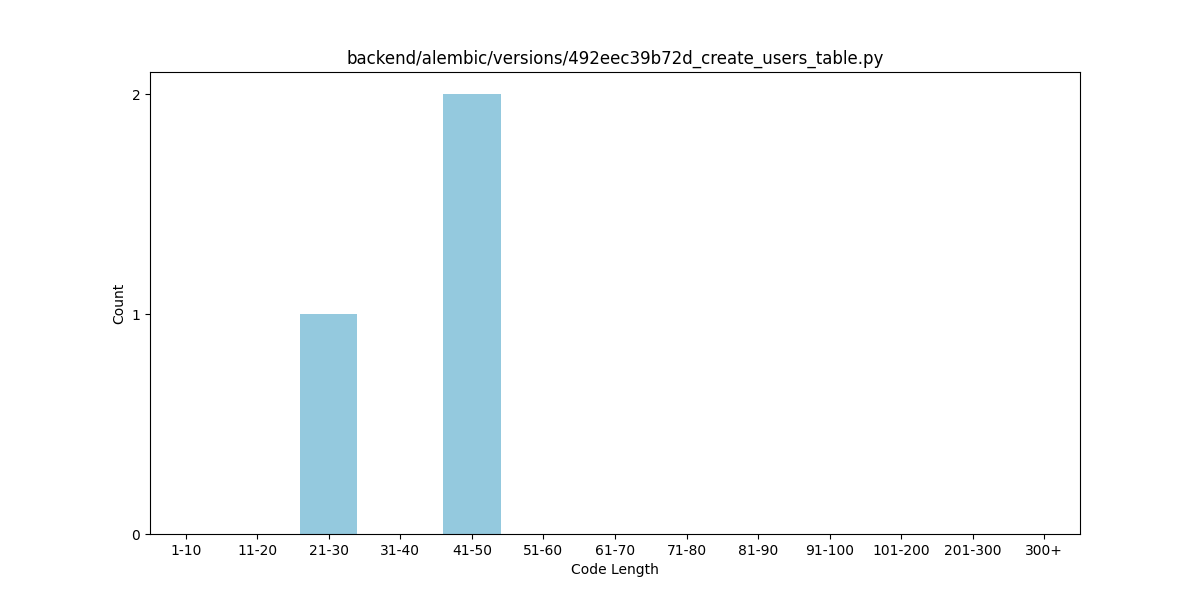 backend/alembic/versions/492eec39b72d_create_users_table.py
2
1
0
Count
1-10 11-20 21-30 31-40 41-50 51-60 61-70 71-80 81-90 91-100 101-200 201-300 300+
Code Length